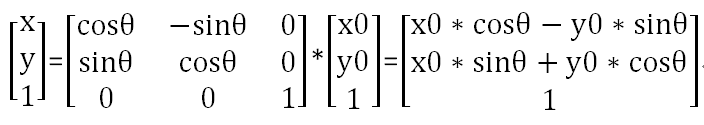 [x y 1] = [cosθ −sinθ 0 sinθ cosθ 0 0 0 1] * [x0 y0 1] = [x0 * cosθ − y0 * sinθ x0 * sinθ + y0 * cosθ 1].